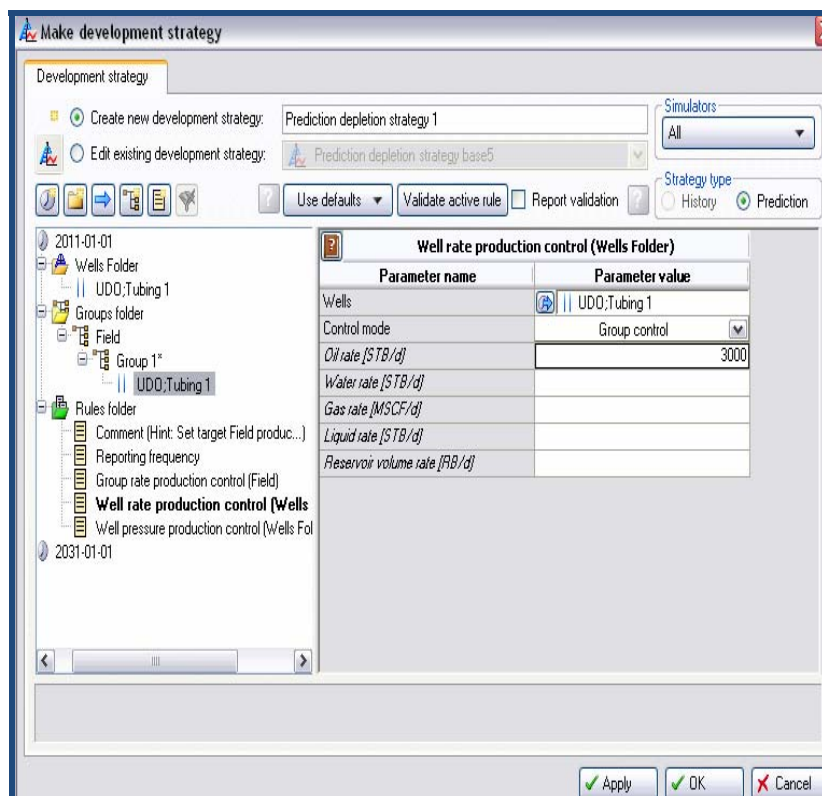 Make development strategy
Development strategy
Create new development strategy: Prediction depletion strategy 1
Edit existing development strategy: Prediction depletion strategy base5
Simulators
All
Use defaults Validate active rule Report validation
Strategy type
History Prediction
2011-01-01
Wells Folder
UDO;Tubing 1
Groups folder
Field
Group 1*
UDO;Tubing 1
Rules folder
Comment (Hint: Set target Field produc...)
Reporting frequency
Group rate production control (Field)
Well rate production control (Wells
Well pressure production control (Wells Fol
2031-01-01
Well rate production control (Wells Folder)
Parameter name Parameter value
Wells UDO;Tubing 1
Control mode Group control
Oil rate [STB/d] 3000
Water rate [STB/d]
Gas rate [MSCF/d]
Liquid rate [STB/d]
Reservoir volume rate [RB/d]
Apply OK Cancel